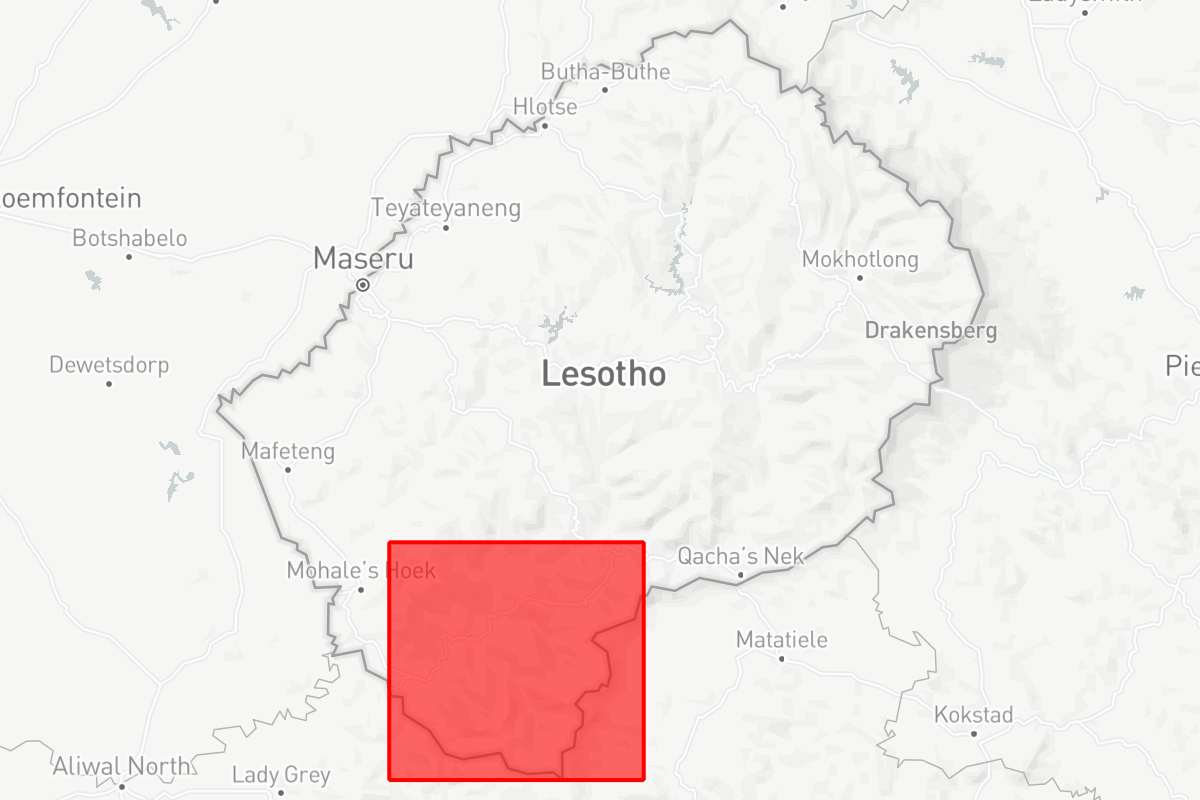 Butha-Buthe
Hlotse
oemfontein
Teyateyaneng
Botshabelo
Maseru
Mokhotlong
Drakensberg
Dewetsdorp
Lesotho
Pie
Mafeteng
Qacha's Nek
Mohale's Hoek
Matatiele
Kokstad
Aliwal North
Lady Grey